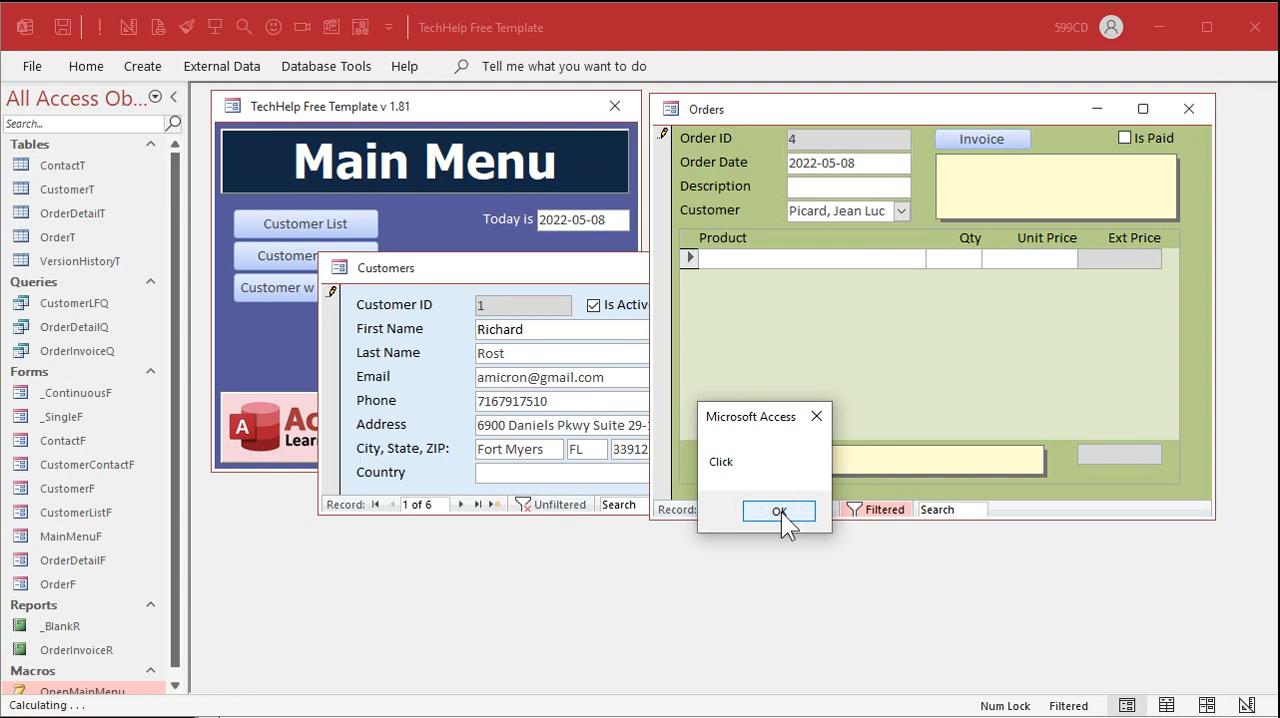 TechHelp Free Template
599CD
File Home Create External Data Database Tools Help Tell me what you want to do
All Access Ob...
Search...
Tables
ContactT
CustomerT
OrderDetailT
OrderT
VersionHistoryT
Queries
CustomerLFQ
OrderDetailQ
OrderInvoiceQ
Forms
_ContinuousF
_SingleF
ContactF
CustomerContactF
CustomerF
CustomerListF
MainMenuF
OrderDetailF
OrderF
Reports
_BlankR
OrderInvoiceR
Macros
OpenMainMenu
TechHelp Free Template v 1.81
Main Menu
Customer List
Today is 2022-05-08
Customer
Customer w
A
Learn
Customers
Customer ID 1 Is Activ
First Name Richard
Last Name Rost
Email amicron@gmail.com
Phone 7167917510
Address 6900 Daniels Pkwy Suite 29-
City, State, ZIP: Fort Myers FL 33912
Country
Record: 1 of 6 Unfiltered Search
Orders
Order ID 4 Invoice Is Paid
Order Date 2022-05-08
Description
Customer Picard, Jean Luc
Product Qty Unit Price Ext Price
Record: Filtered Search
Microsoft Access
Click
OK
Calculating . . . Num Lock Filtered